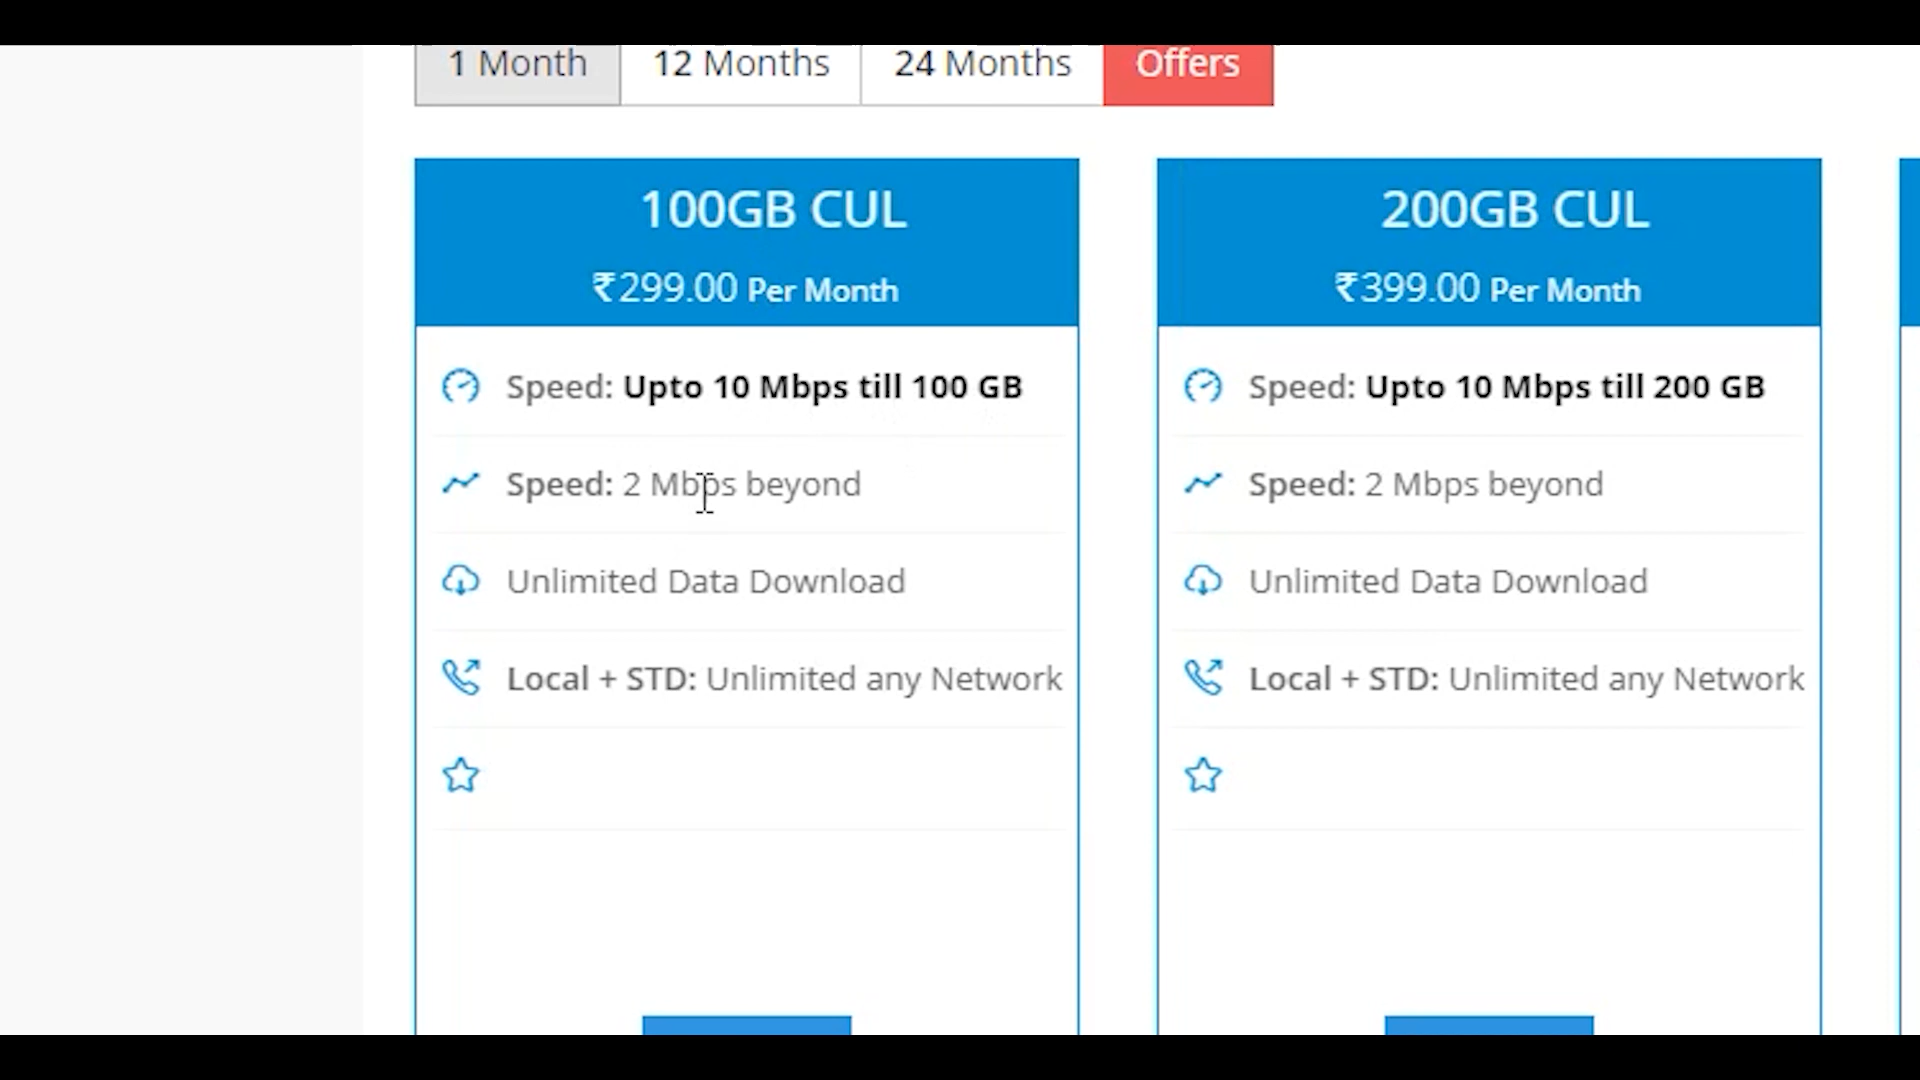 1 Month 12 Months 24 Months Offers
100GB CUL
₹299.00 Per Month
Speed: Upto 10 Mbps till 100 GB
Speed: 2 Mbps beyond
Unlimited Data Download
Local + STD: Unlimited any Network
200GB CUL
₹399.00 Per Month
Speed: Upto 10 Mbps till 200 GB
Speed: 2 Mbps beyond
Unlimited Data Download
Local + STD: Unlimited any Network